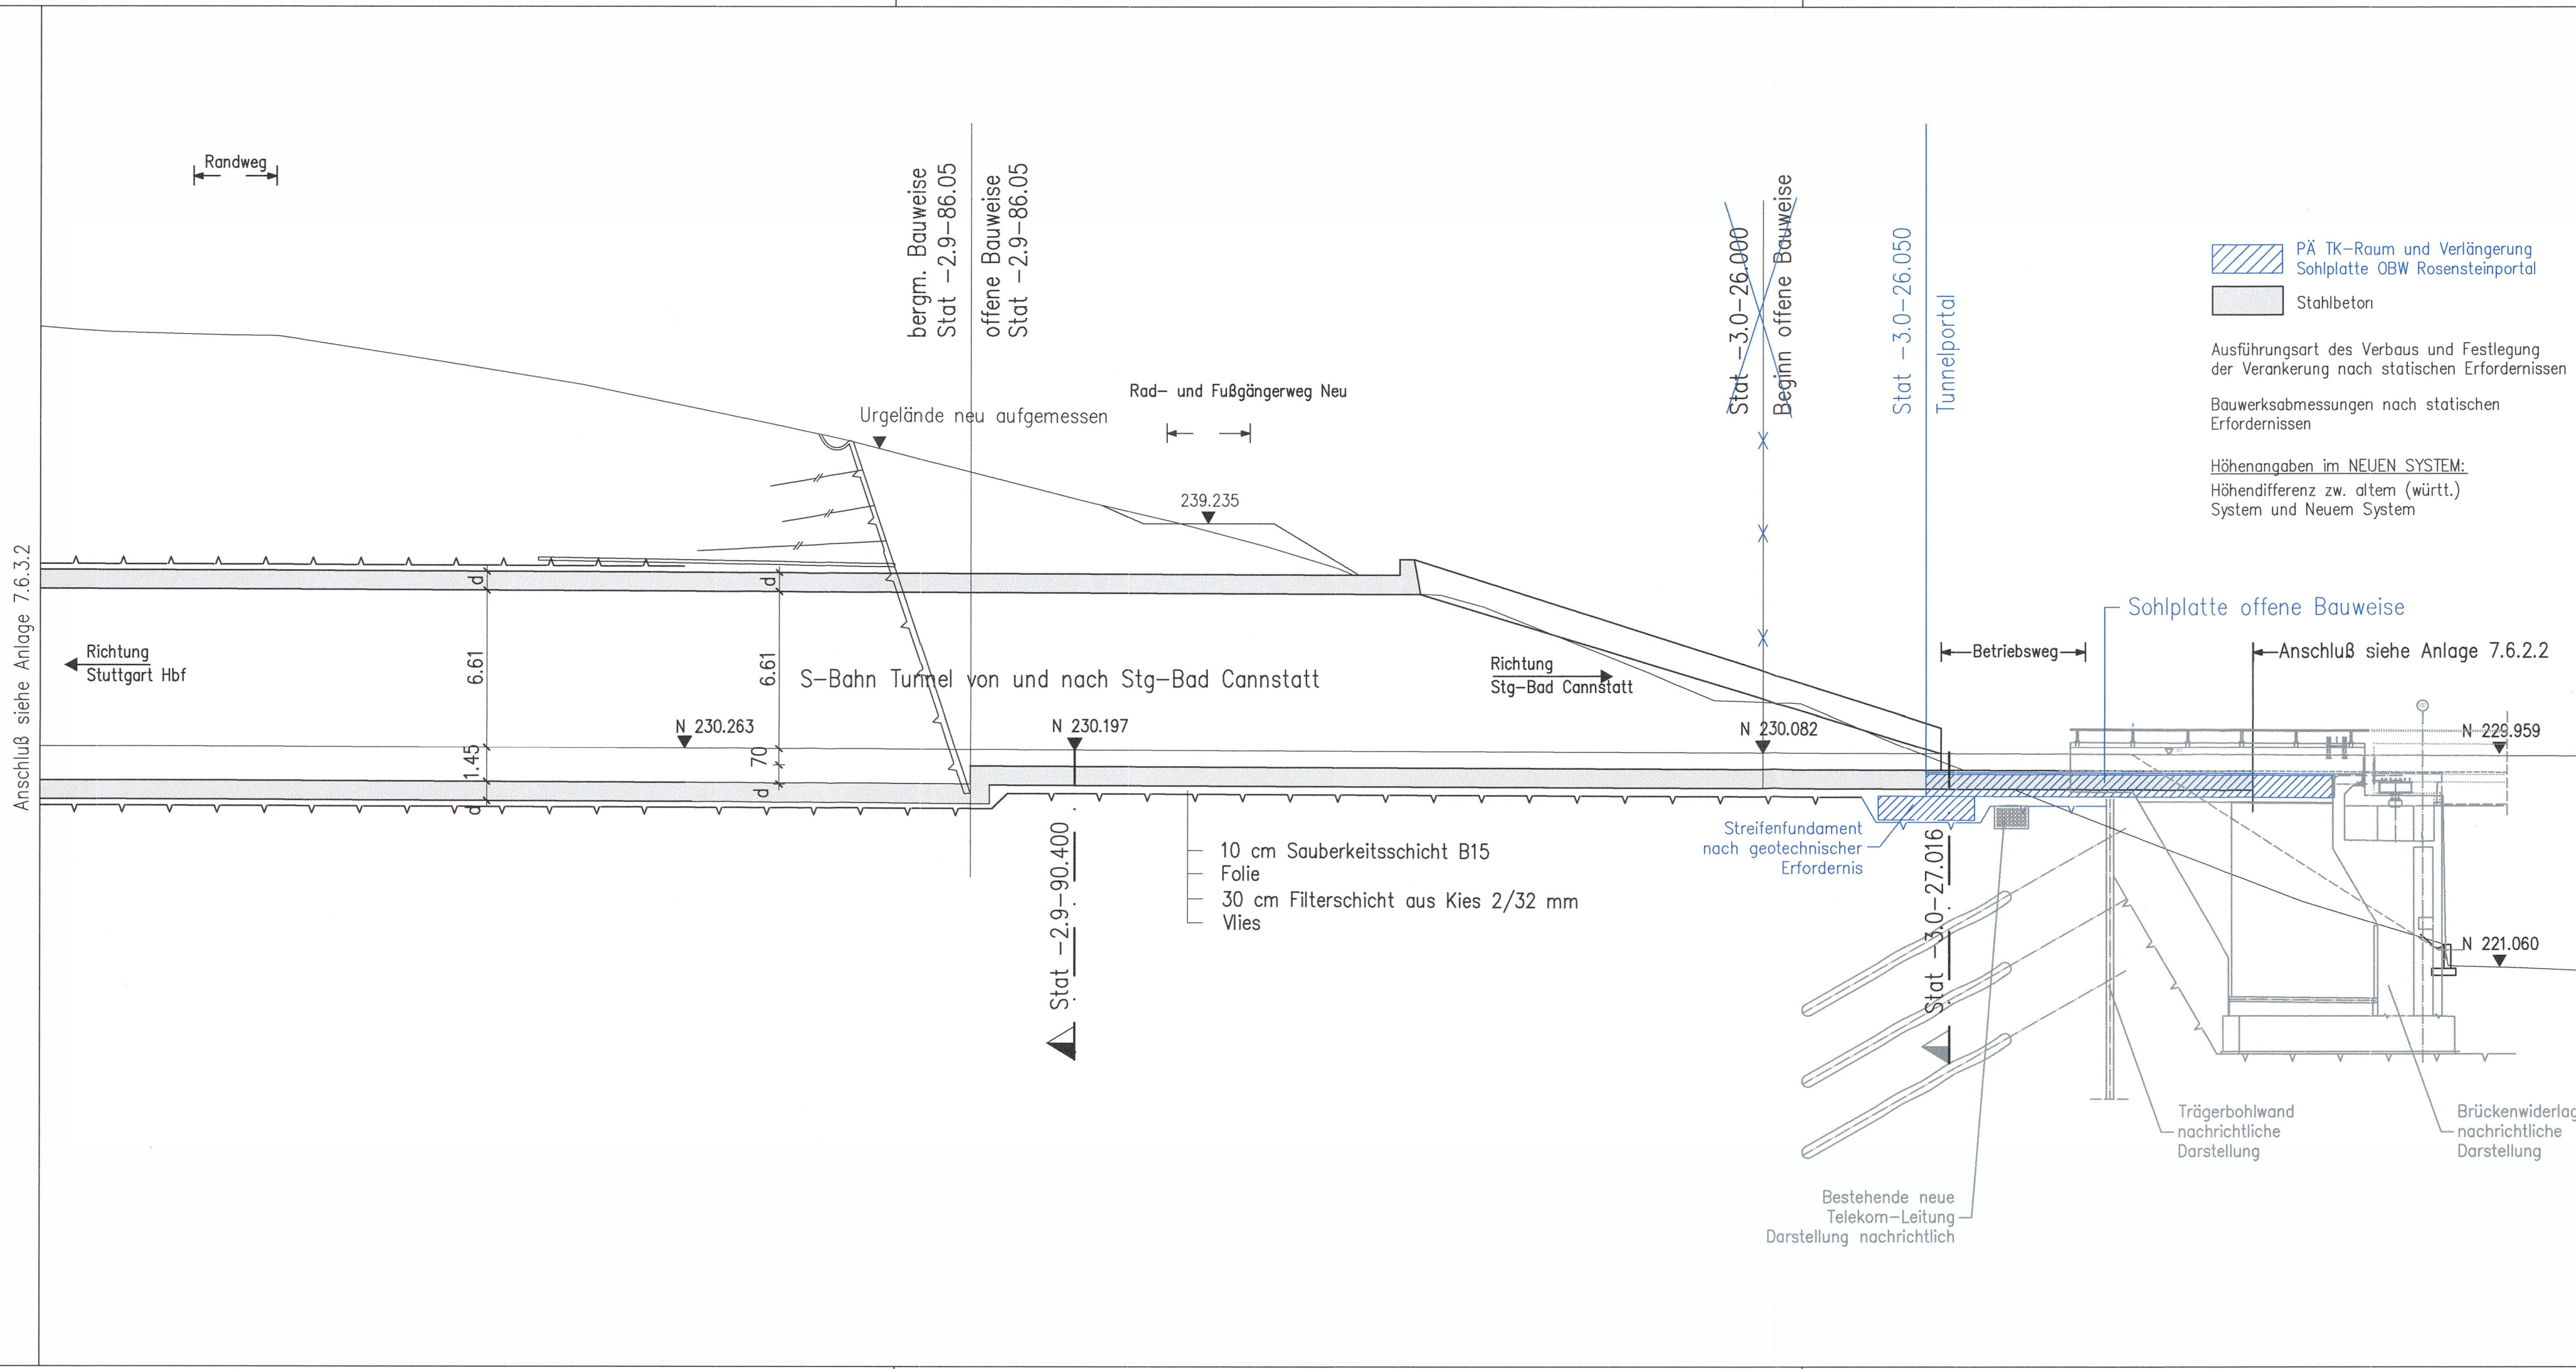 Randweg
bergm. Bauweise
Stat -2.9-86.05
offene Bauweise
Stat -2.9-86.05
Urgelände neu aufgemessen
Rad- und Fußgängerweg Neu
239.235
Stat -3.0-26.000
Beginn offene Bauweise
Stat -3.0-26.050
Tunnelportal
PÄ TK-Raum und Verlängerung
Sohlplatte OBW Rosensteinportal
Stahlbeton
Ausführungsart des Verbaus und Festlegung
der Verankerung nach statischen Erfordernissen
Bauwerksabmessungen nach statischen
Erfordernissen
Höhenangaben im NEUEN SYSTEM:
Höhendifferenz zw. altem (württ.)
System und Neuem System
Anschluß siehe Anlage 7.6.3.2
Richtung
Stuttgart Hbf
d
6.61
1.45
d
d
6.61
70
d
S-Bahn Tunnel von und nach Stg-Bad Cannstatt
Richtung
Stg-Bad Cannstatt
N 230.263
N 230.197
N 230.082
Sohlplatte offene Bauweise
Betriebsweg
Anschluß siehe Anlage 7.6.2.2
N 229.959
Streifenfundament
nach geotechnischer
Erfordernis
Stat -2.9-90.400
10 cm Sauberkeitsschicht B15
Folie
30 cm Filterschicht aus Kies 2/32 mm
Vlies
Stat -3.0-27.016
N 221.060
Trägerbohlwand
nachrichtliche
Darstellung
Brückenwiderlag
nachrichtliche
Darstellung
Bestehende neue
Telekom-Leitung
Darstellung nachrichtlich